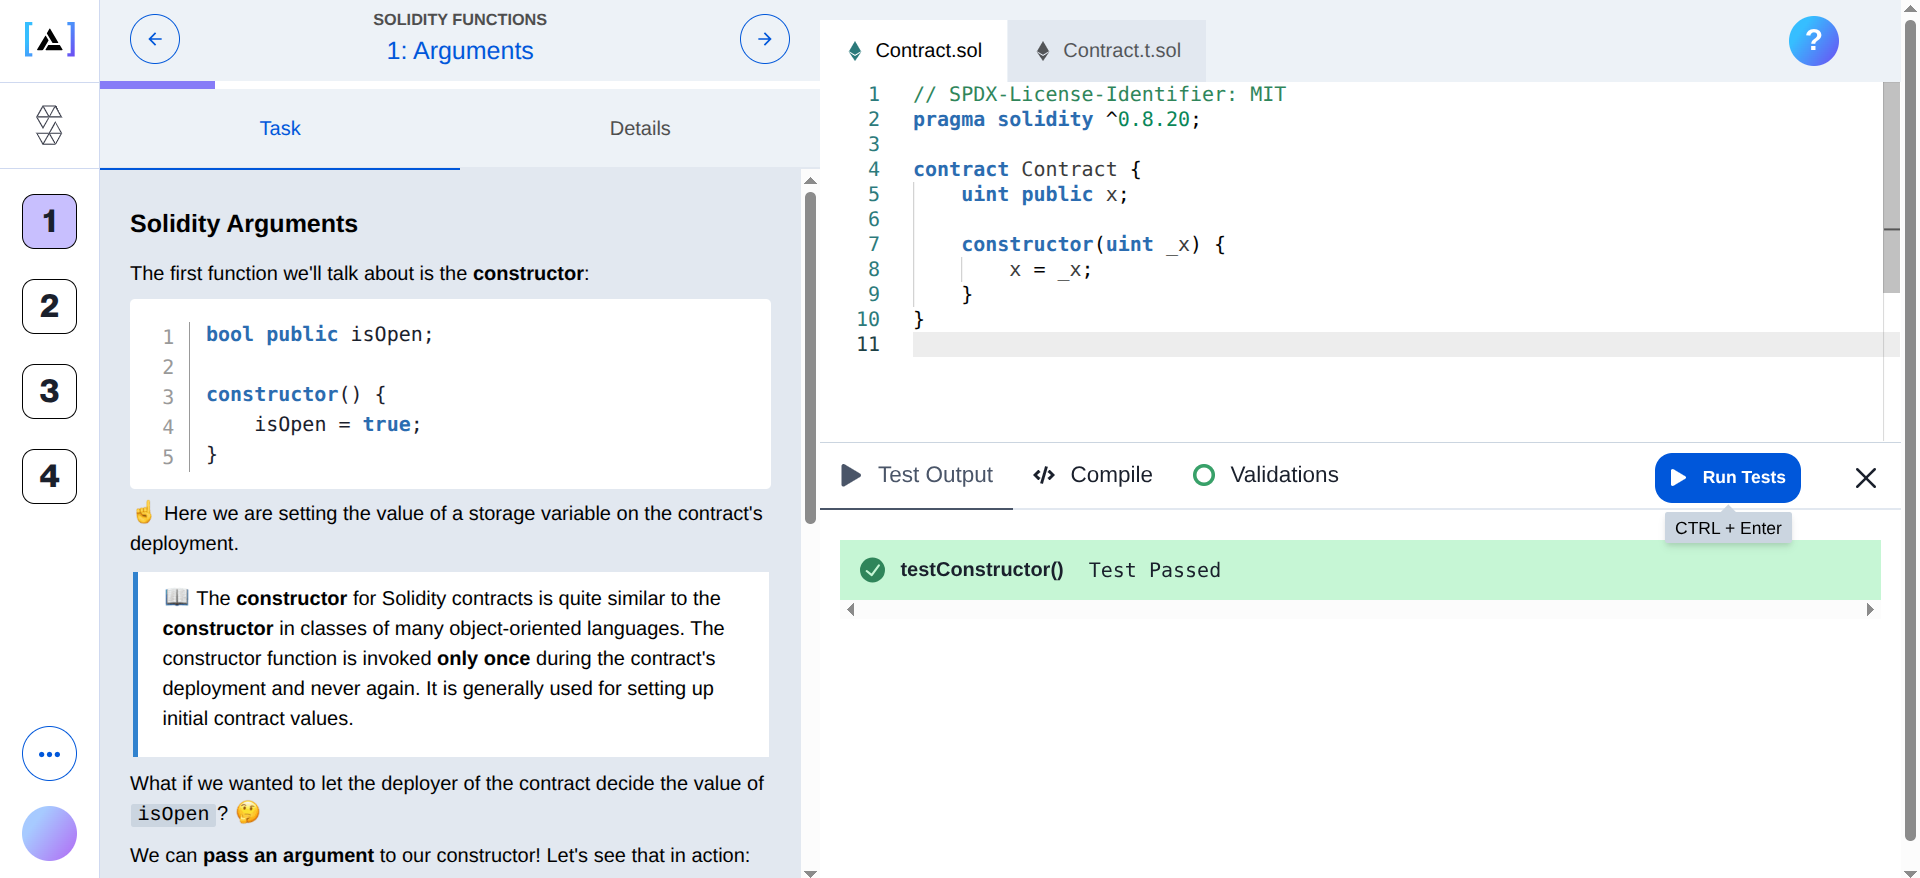 SOLIDITY FUNCTIONS
1: Arguments
Task
Details
1
2
3
4
Solidity Arguments
The first function we'll talk about is the constructor:
1 bool public isOpen;
2
3 constructor() {
4     isOpen = true;
5 }
☝️ Here we are setting the value of a storage variable on the contract's
deployment.
📖 The constructor for Solidity contracts is quite similar to the
constructor in classes of many object-oriented languages. The
constructor function is invoked only once during the contract's
deployment and never again. It is generally used for setting up
initial contract values.
What if we wanted to let the deployer of the contract decide the value of
isOpen? 🤔
We can pass an argument to our constructor! Let's see that in action:
Contract.sol
Contract.t.sol
?
1 // SPDX-License-Identifier: MIT
2 pragma solidity ^0.8.20;
3
4 contract Contract {
5     uint public x;
6
7     constructor(uint _x) {
8         x = _x;
9     }
10 }
11
Test Output
Compile
Validations
Run Tests
CTRL + Enter
testConstructor() Test Passed